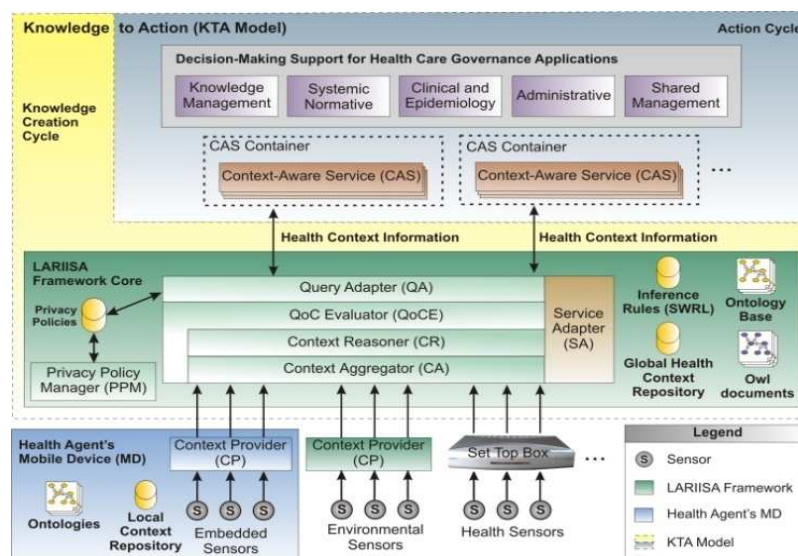 Knowledge to Action (KTA Model)
Action Cycle
Decision-Making Support for Health Care Governance Applications
Knowledge
Management
Systemic
Normative
Clinical and
Epidemiology
Administrative
Shared
Management
Knowledge
Creation
Cycle
CAS Container
Context-Aware Service (CAS)
CAS Container
Context-Aware Service (CAS)
...
Health Context Information
Health Context Information
LARIISA
Framework Core
Privacy
Policies
Privacy Policy
Manager (PPM)
Query Adapter (QA)
QoC Evaluator (QoCE)
Context Reasoner (CR)
Context Aggregator (CA)
Service
Adapter
(SA)
Inference
Rules (SWRL)
Ontology
Base
Global Health
Context
Repository
Owl
documents
Health Agent's
Mobile Device (MD)
Ontologies
Local
Context
Repository
Context Provider
(CP)
S S S
Embedded
Sensors
Context Provider
(CP)
S S S
Environmental
Sensors
Set Top Box
...
S S S
Health Sensors
Legend
S Sensor
LARIISA Framework
Health Agent's MD
KTA Model